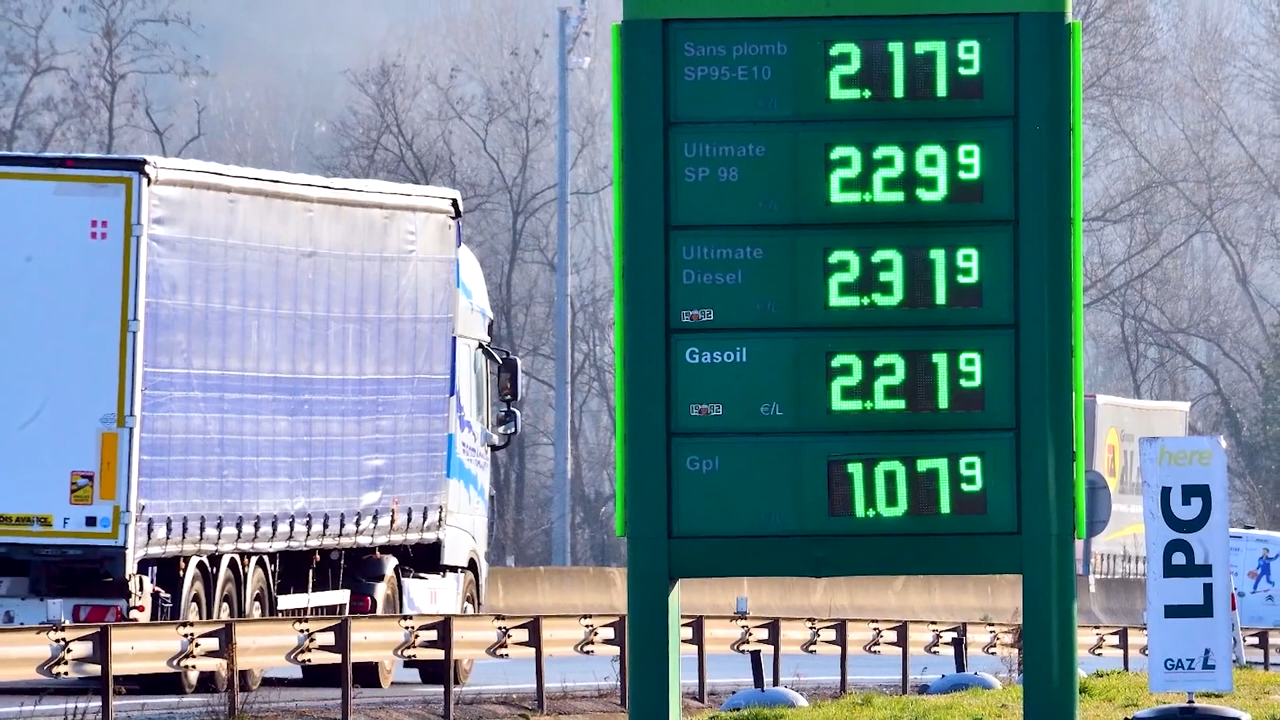 Sans plomb
SP95-E10
2.179
Ultimate
SP 98
2.299
Ultimate
Diesel
2.319
Gasoil
€/L
2.219
Gpl
1.079
here
LPG
GAZ
F